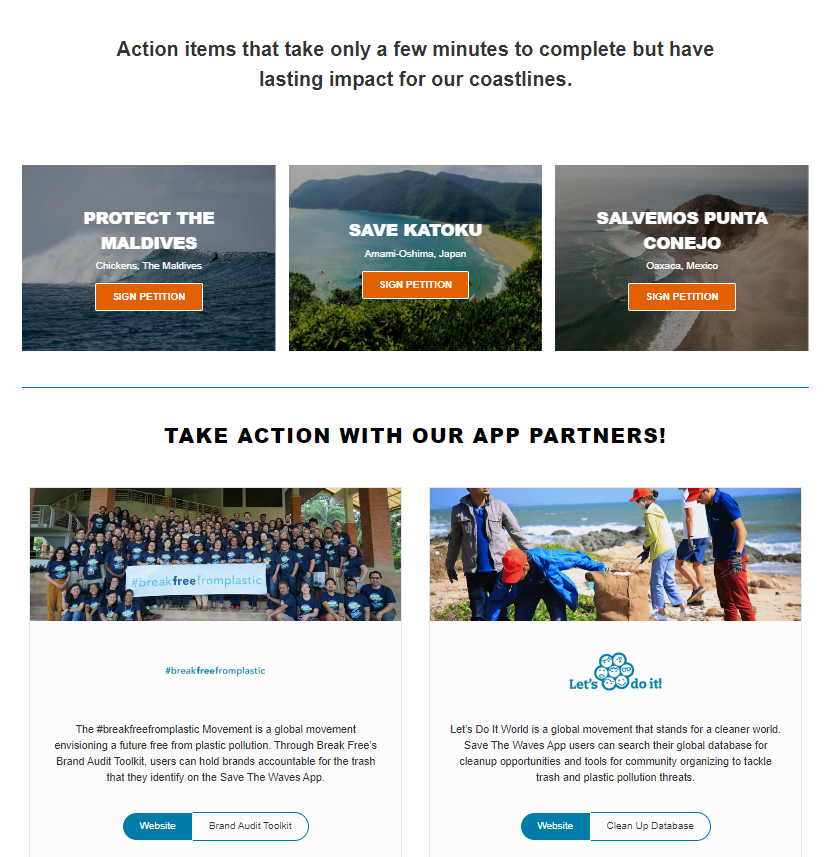 Action items that take only a few minutes to complete but have
lasting impact for our coastlines.
PROTECT THE
MALDIVES
Chickens, The Maldives
SIGN PETITION
SAVE KATOKU
Amami-Oshima, Japan
SIGN PETITION
SALVEMOS PUNTA
CONEJO
Oaxaca, Mexico
SIGN PETITION
TAKE ACTION WITH OUR APP PARTNERS!
#breakfreefromplastic
#breakfreefromplastic
The #breakfreefromplastic Movement is a global movement
envisioning a future free from plastic pollution. Through Break Free's
Brand Audit Toolkit, users can hold brands accountable for the trash
that they identify on the Save The Waves App.
Website
Brand Audit Toolkit
Let's do it!
Let's Do It World is a global movement that stands for a cleaner world.
Save The Waves App users can search their global database for
cleanup opportunities and tools for community organizing to tackle
trash and plastic pollution threats.
Website
Clean Up Database